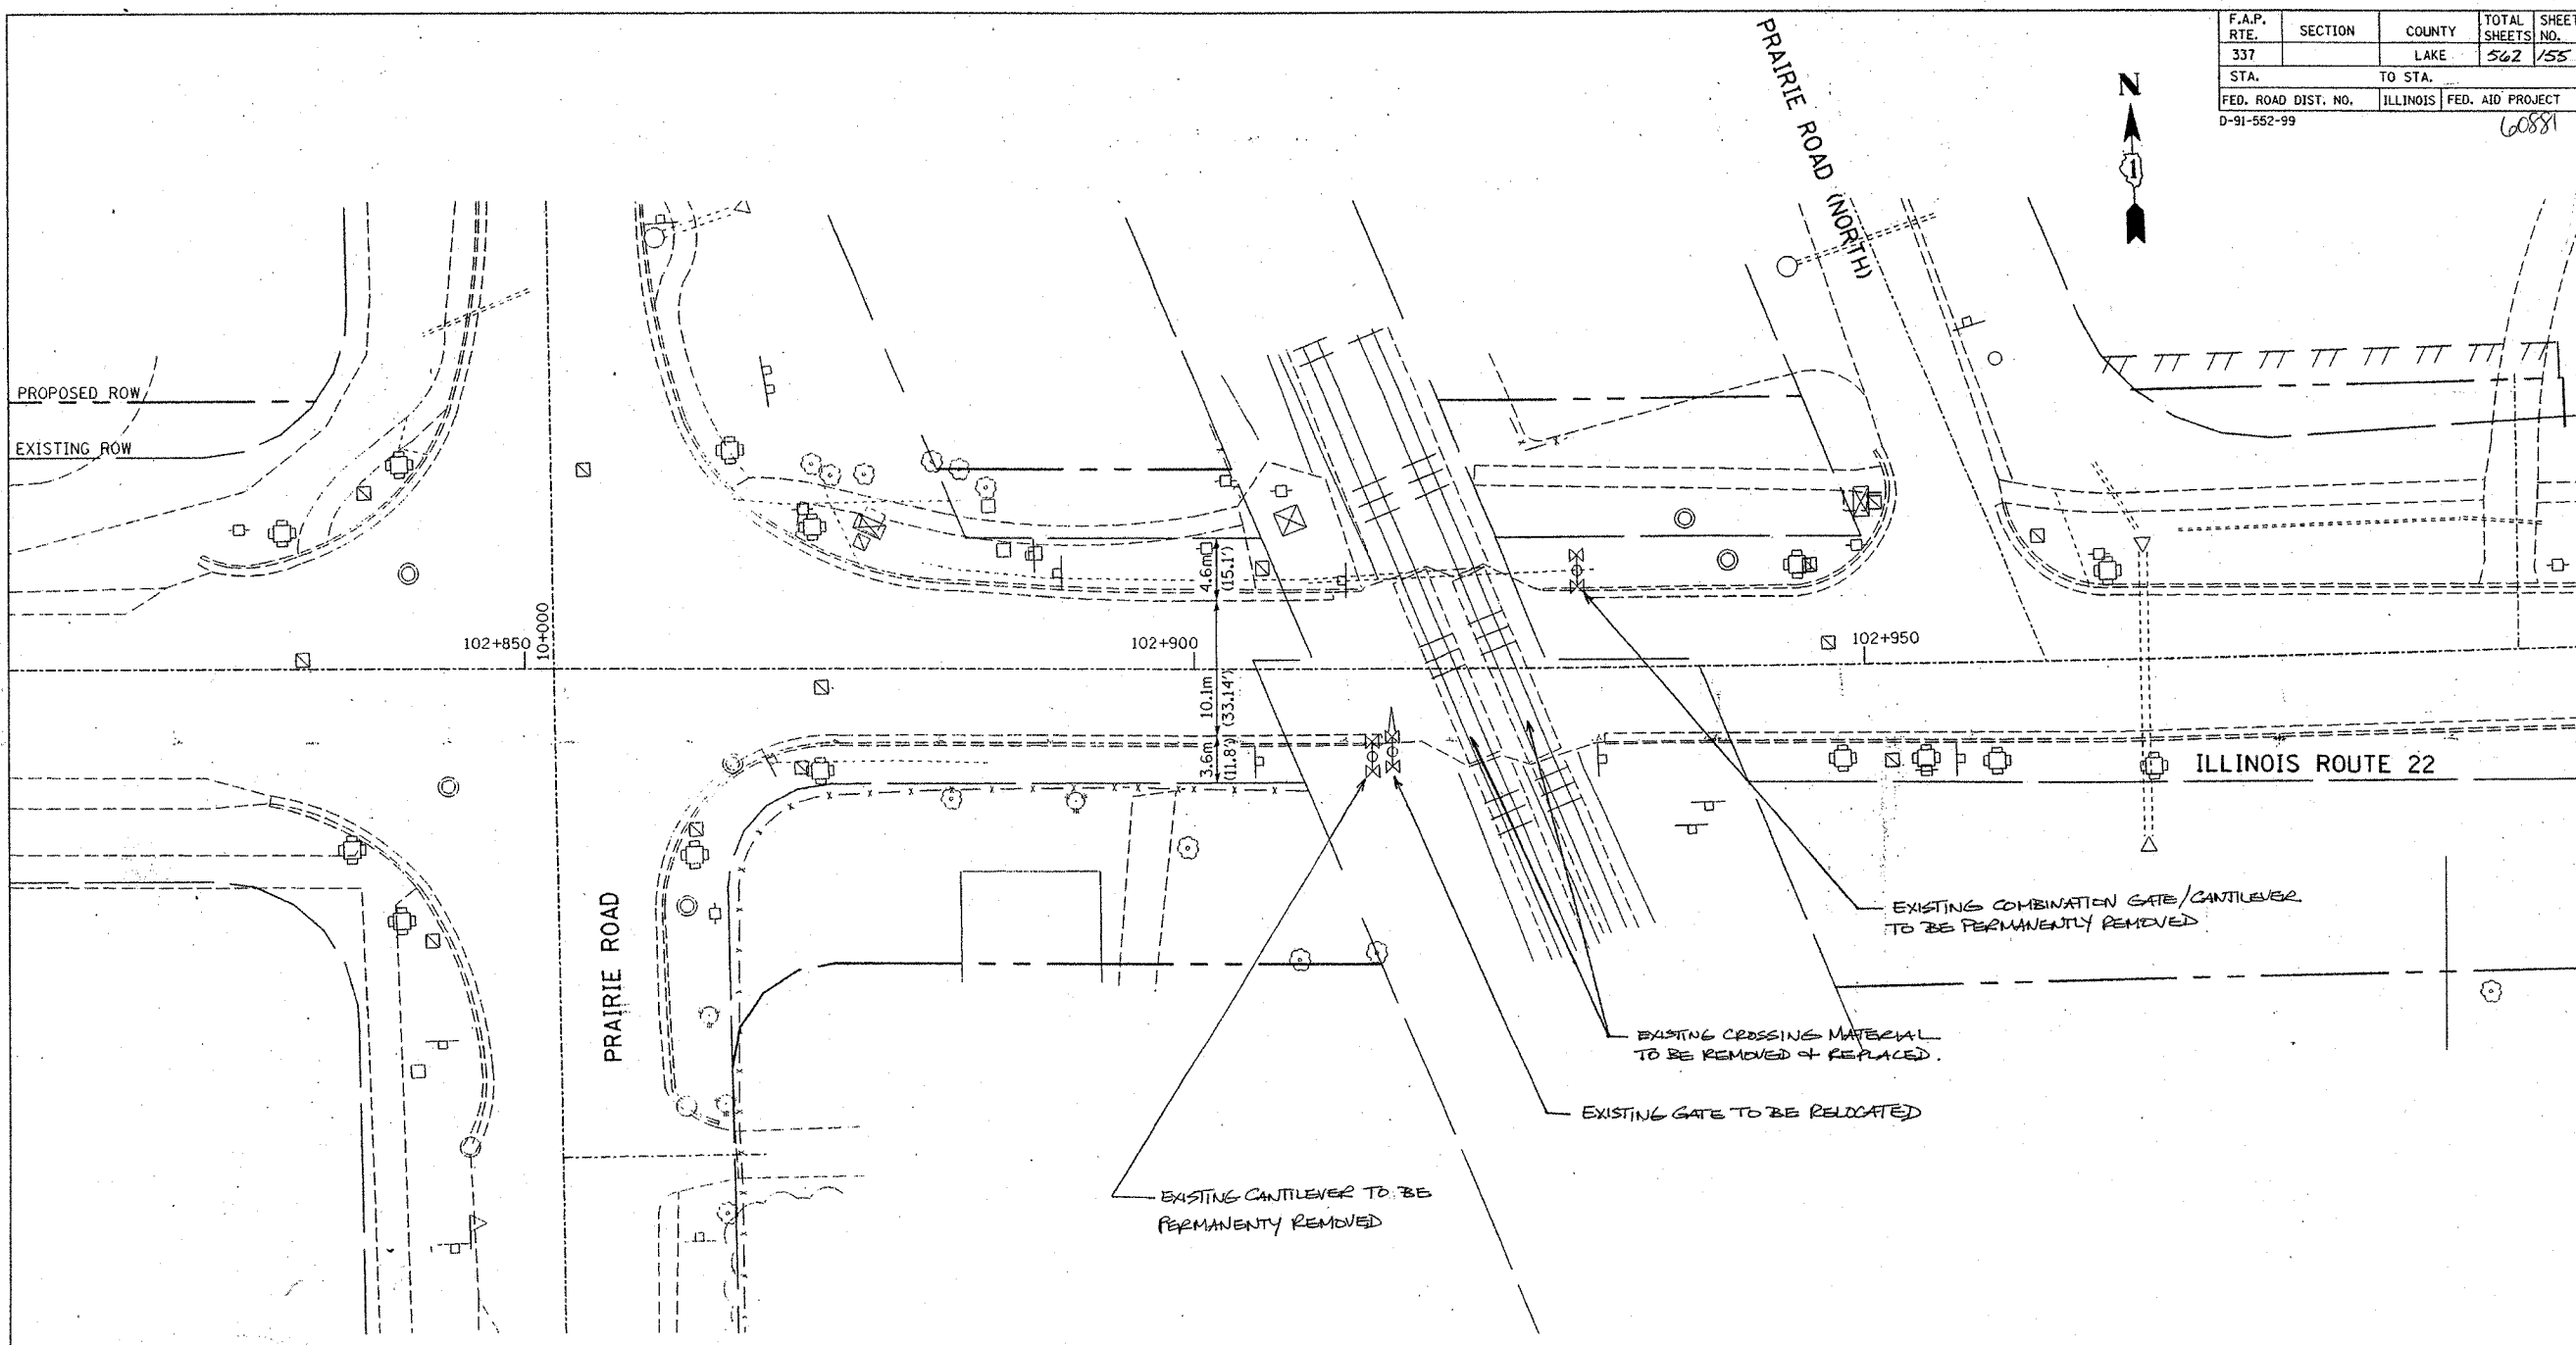 F.A.P. RTE. SECTION COUNTY TOTAL SHEETS SHEET NO.
337 LAKE 562 155
STA. TO STA.
FED. ROAD DIST. NO. ILLINOIS FED. AID PROJECT
D-91-552-99
60881
N
1
PRAIRIE ROAD (NORTH)
PROPOSED ROW
EXISTING ROW
4.6m
(15.1')
102+850
10+000
102+900
102+950
10.1m
(33.14')
3.6m
(11.8')
ILLINOIS ROUTE 22
PRAIRIE ROAD
EXISTING COMBINATION GATE/CANTILEVER
TO BE PERMANENTLY REMOVED
EXISTING CROSSING MATERIAL
TO BE REMOVED & REPLACED.
EXISTING GATE TO BE RELOCATED
EXISTING CANTILEVER TO BE
PERMANENTY REMOVED